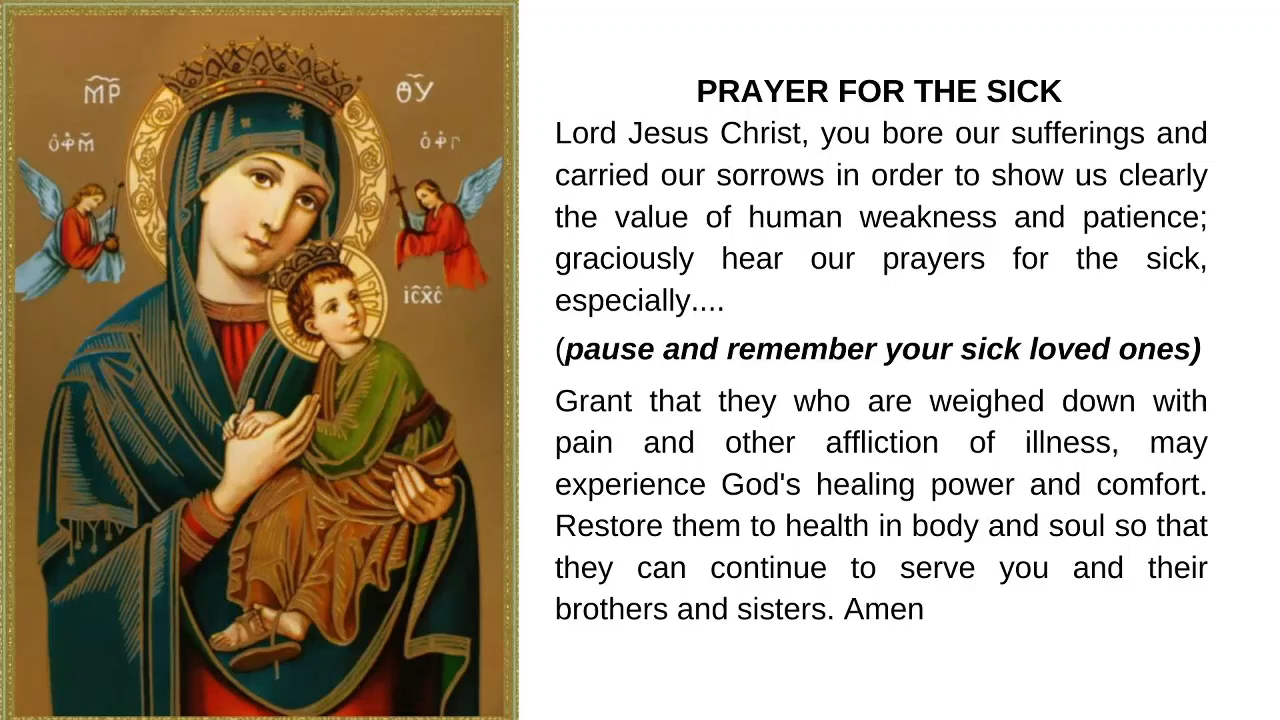 ΜΡ ΘΥ
ὁ ἀ Μ ὁ ἀ Γ
ΙC XC
PRAYER FOR THE SICK
Lord Jesus Christ, you bore our sufferings and
carried our sorrows in order to show us clearly
the value of human weakness and patience;
graciously hear our prayers for the sick,
especially....
(pause and remember your sick loved ones)
Grant that they who are weighed down with
pain and other affliction of illness, may
experience God's healing power and comfort.
Restore them to health in body and soul so that
they can continue to serve you and their
brothers and sisters. Amen